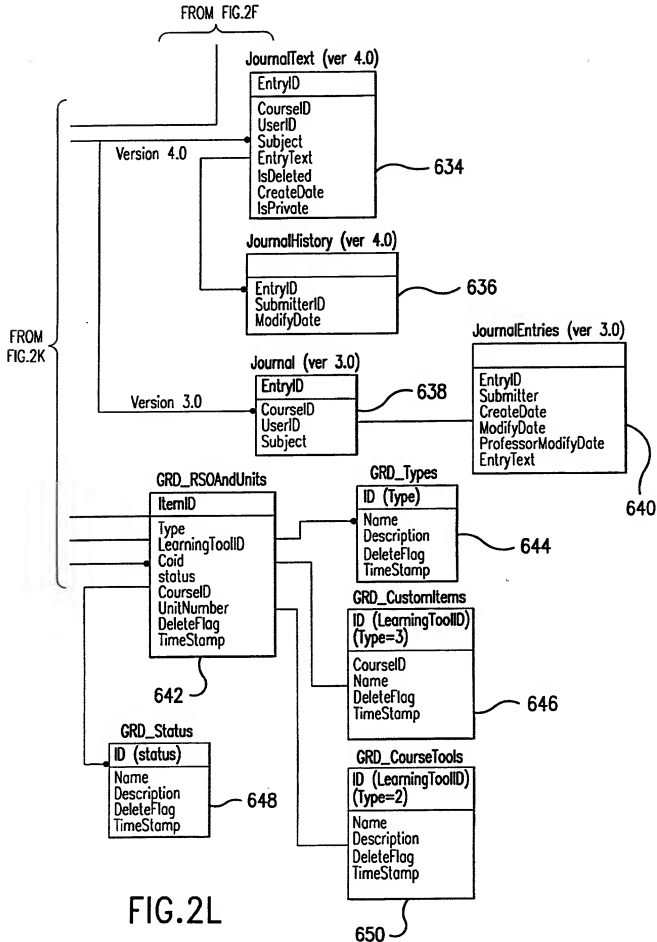 FROM FIG.2F
JournalText (ver 4.0)
EntryID
CourseID
UserID
Subject
EntryText
IsDeleted
CreateDate
IsPrivate
Version 4.0
634
JournalHistory (ver 4.0)
EntryID
SubmitterID
ModifyDate
636
FROM
FIG.2K
Journal (ver 3.0)
EntryID
CourseID
UserID
Subject
Version 3.0
638
JournalEntries (ver 3.0)
EntryID
Submitter
CreateDate
ModifyDate
ProfessorModifyDate
EntryText
640
GRD_RSOAndUnits
ItemID
Type
LearningToolID
Coid
status
CourseID
UnitNumber
DeleteFlag
TimeStamp
642
GRD_Types
ID (Type)
Name
Description
DeleteFlag
TimeStamp
644
GRD_CustomItems
ID (LearningToolID)
(Type=3)
CourseID
Name
DeleteFlag
TimeStamp
646
GRD_Status
ID (status)
Name
Description
DeleteFlag
TimeStamp
648
GRD_CourseTools
ID (LearningToolID)
(Type=2)
Name
Description
DeleteFlag
TimeStamp
650
FIG.2L